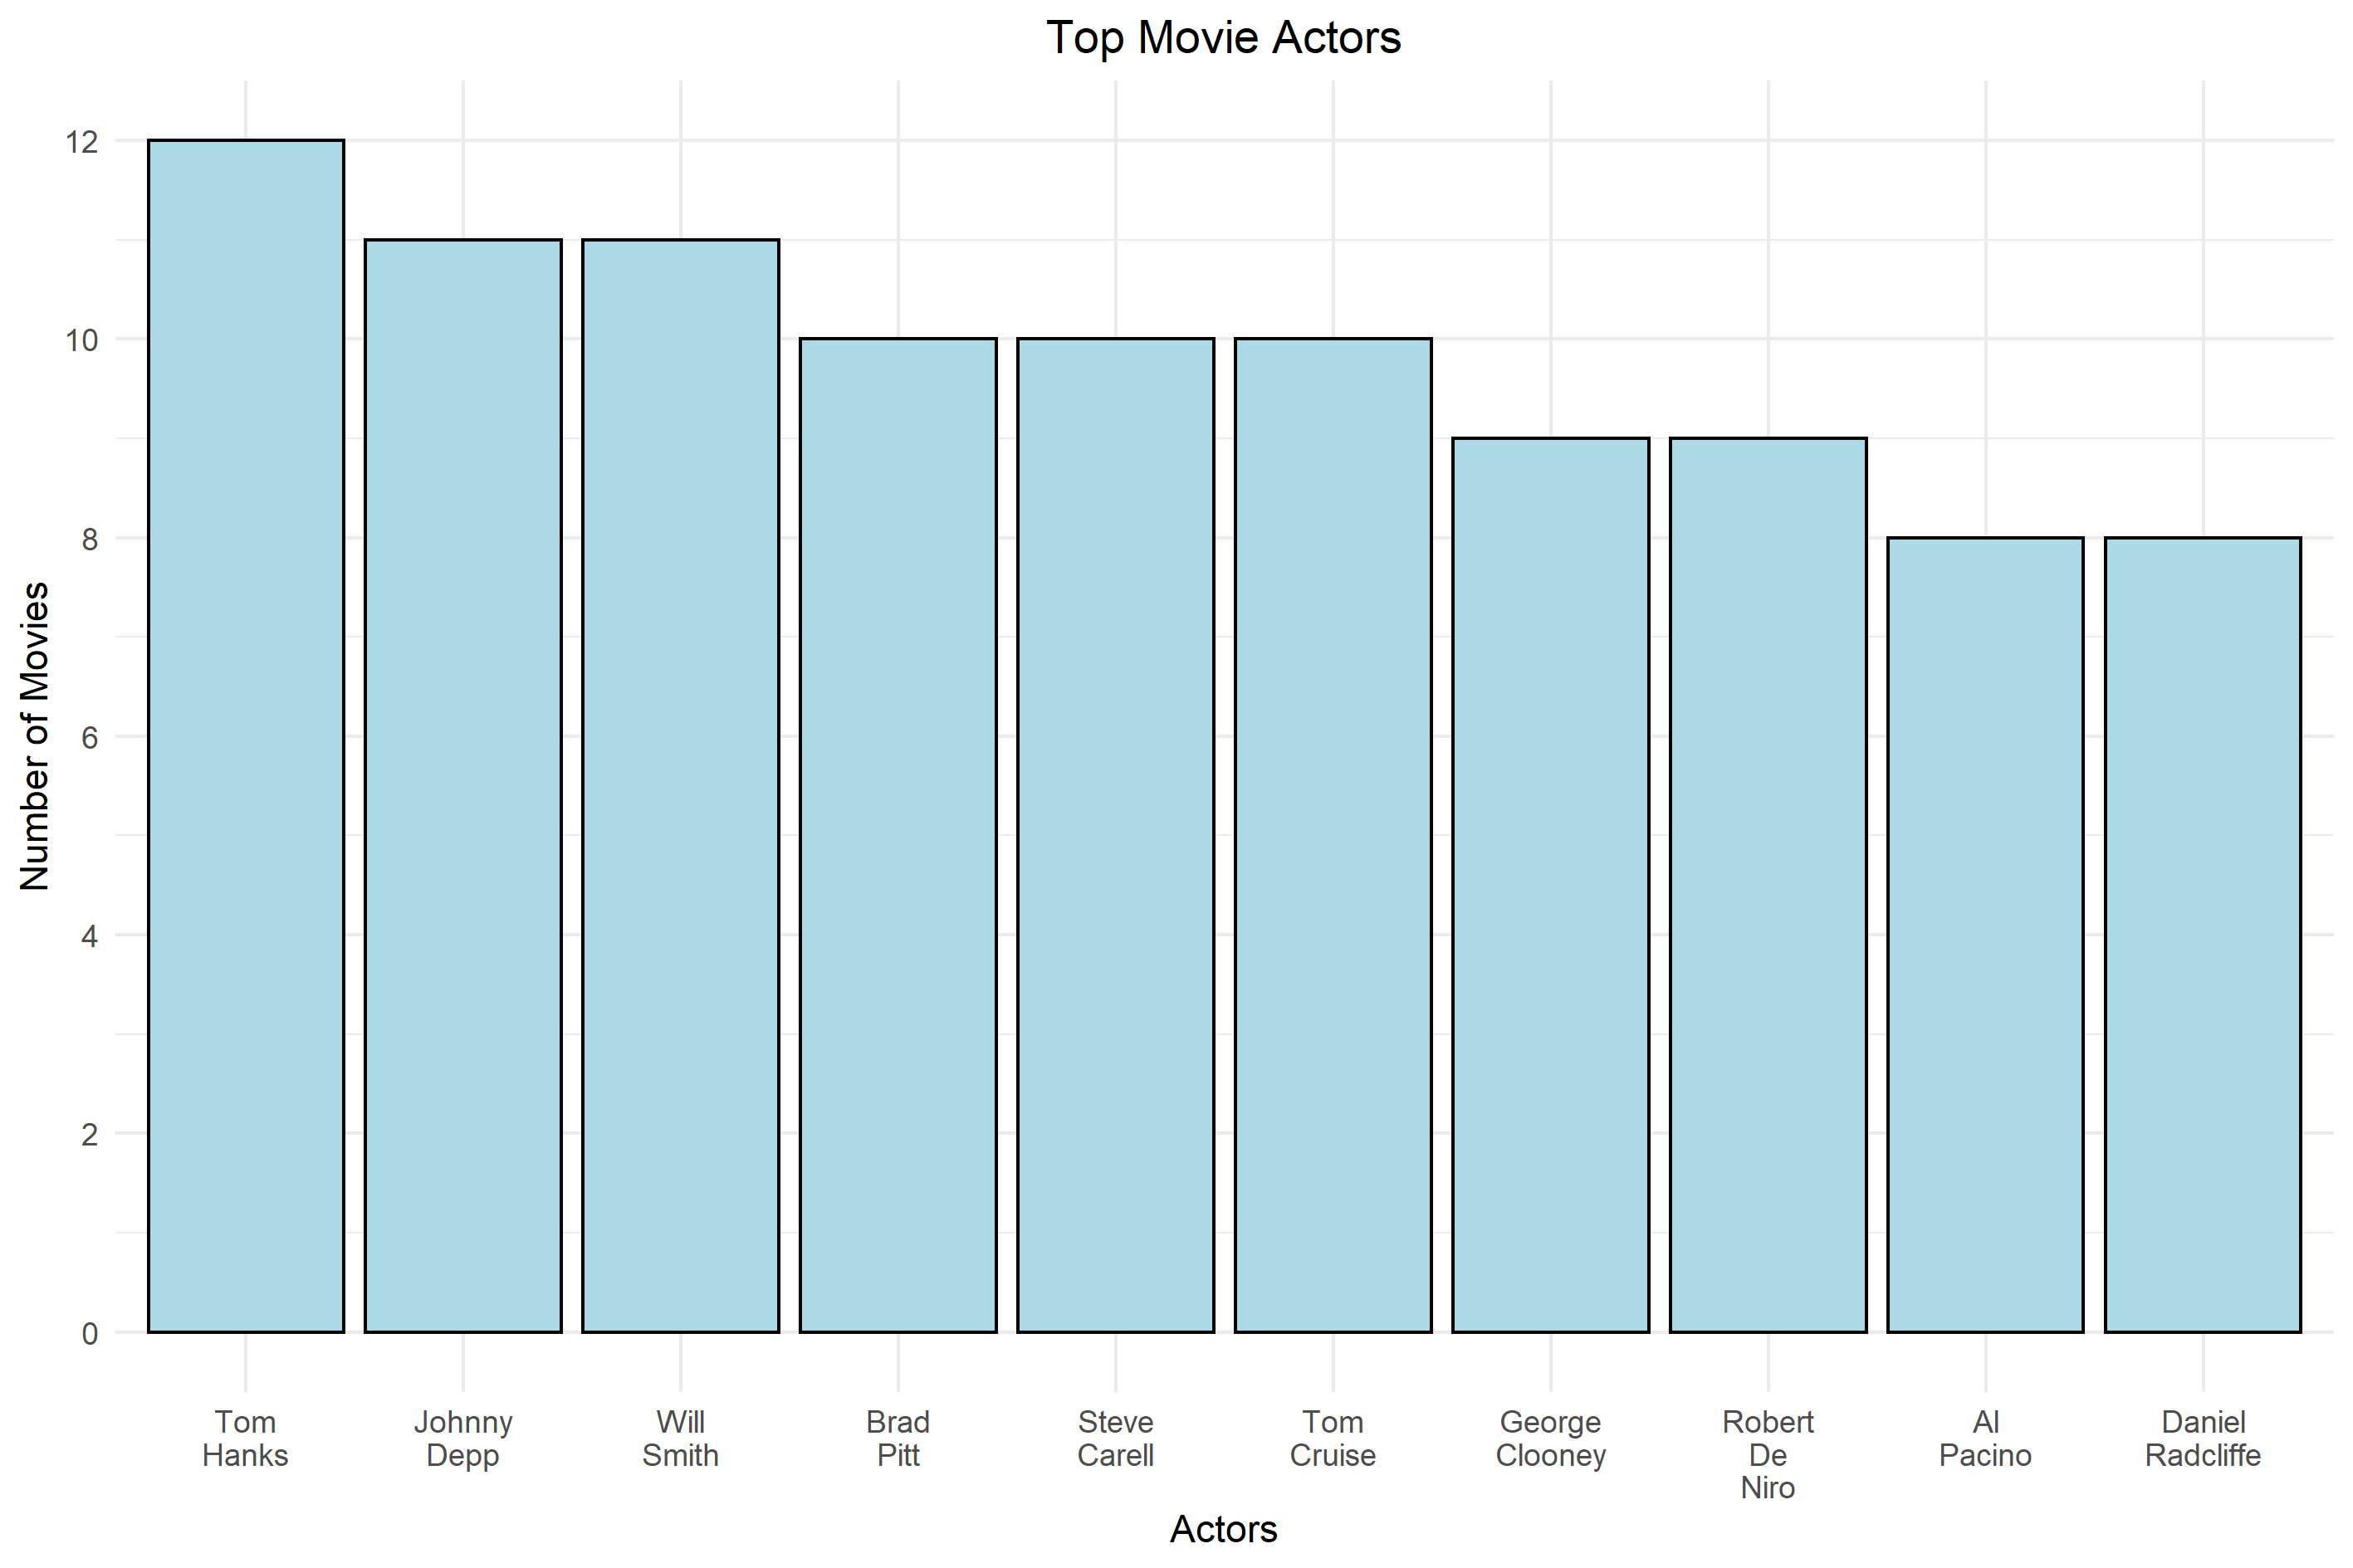 Top Movie Actors
12
10
8
6
4
2
0
Number of Movies
Tom
Hanks
Johnny
Depp
Will
Smith
Brad
Pitt
Steve
Carell
Tom
Cruise
George
Clooney
Robert
De
Niro
Al
Pacino
Daniel
Radcliffe
Actors